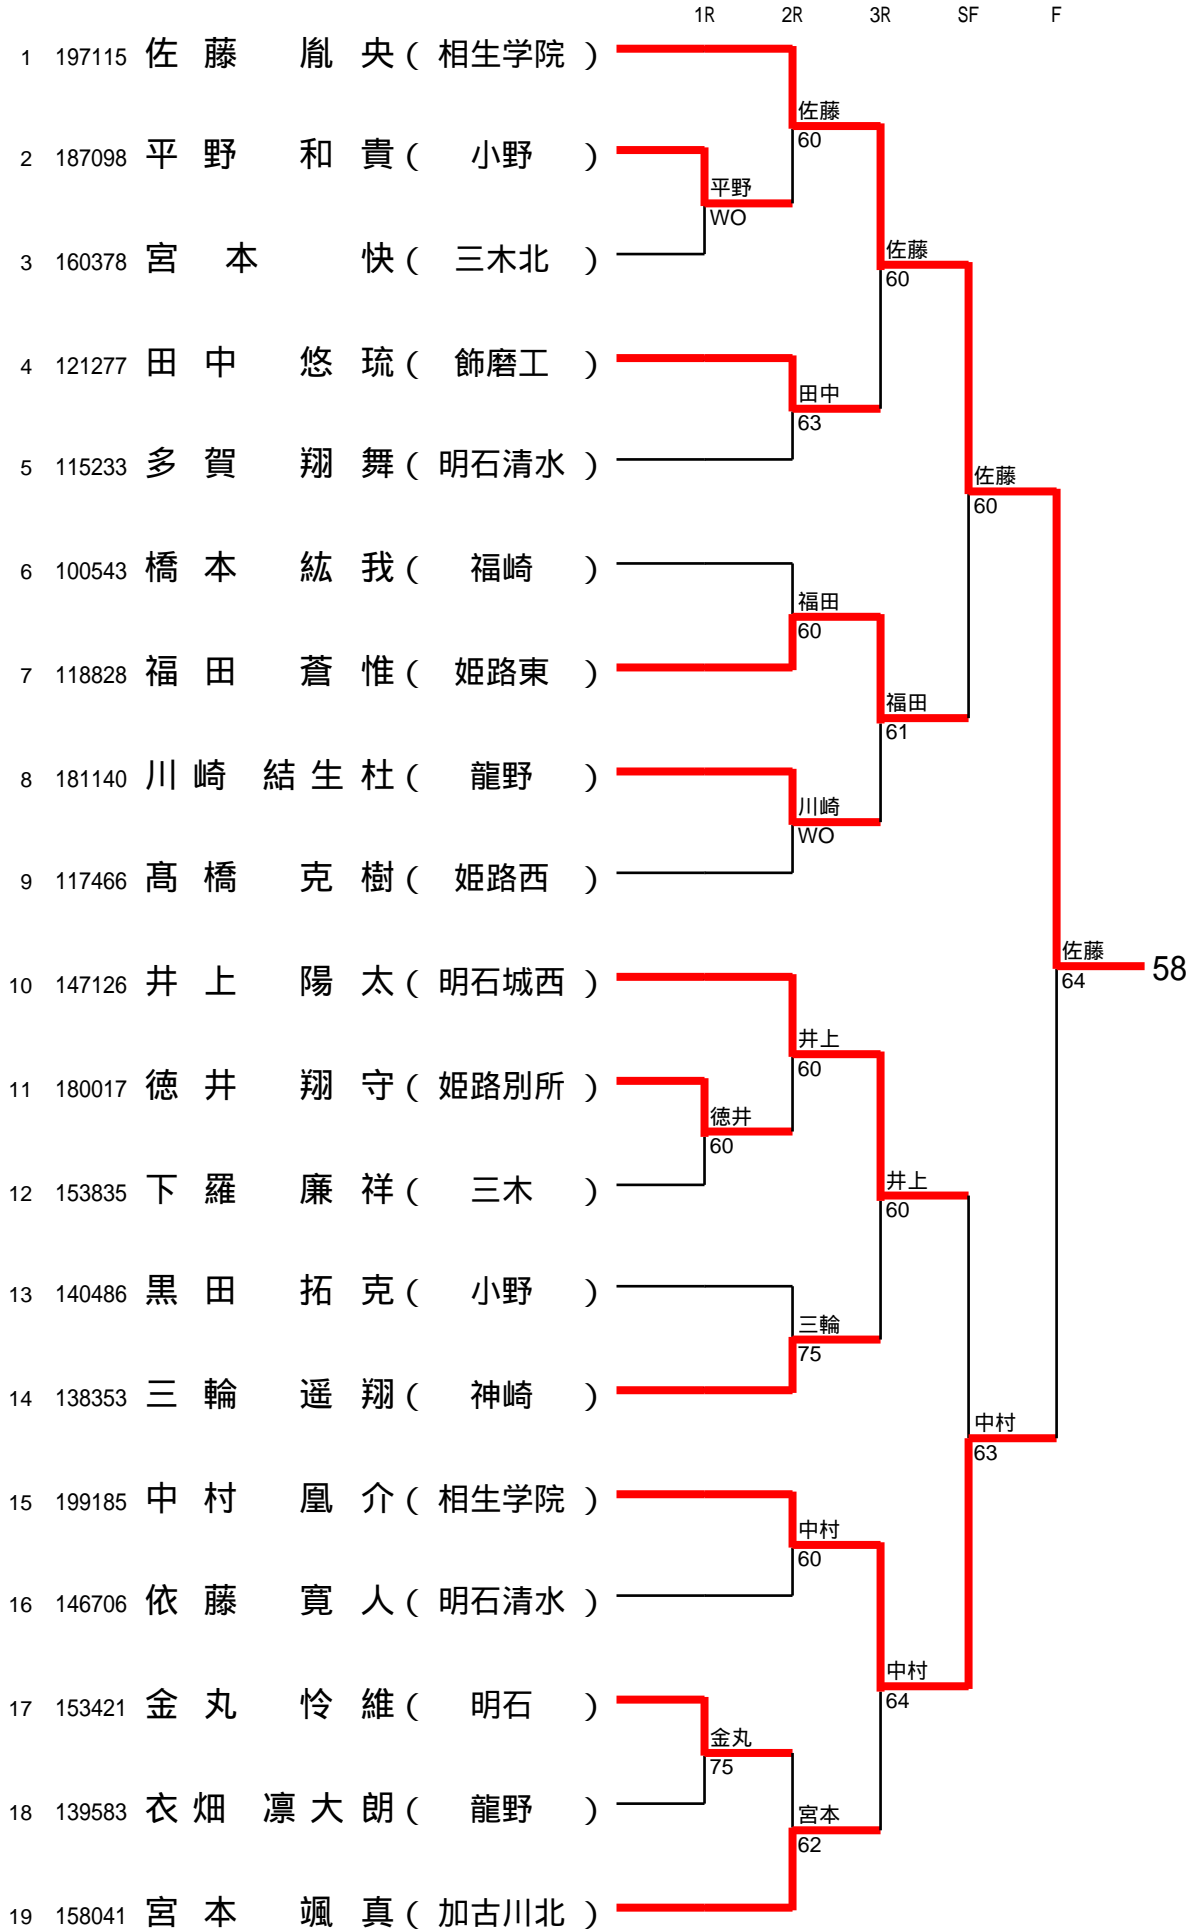 1R 2R 3R SF F
1 197115 佐藤 胤央 ( 相生学院 )
佐藤
60
2 187098 平野 和貴 ( 小野 )
平野
WO
3 160378 宮本 快 ( 三木北 )
佐藤
60
4 121277 田中 悠琉 ( 飾磨工 )
田中
63
5 115233 多賀 翔舞 ( 明石清水 )
佐藤
60
6 100543 橋本 紘我 ( 福崎 )
福田
60
7 118828 福田 蒼惟 ( 姫路東 )
福田
61
8 181140 川崎 結生杜 ( 龍野 )
川崎
WO
9 117466 髙橋 克樹 ( 姫路西 )
佐藤
64
58
10 147126 井上 陽太 ( 明石城西 )
井上
60
11 180017 徳井 翔守 ( 姫路別所 )
徳井
60
12 153835 下羅 廉祥 ( 三木 )
井上
60
13 140486 黒田 拓克 ( 小野 )
三輪
75
14 138353 三輪 遥翔 ( 神崎 )
中村
63
15 199185 中村 凰介 ( 相生学院 )
中村
60
16 146706 依藤 寛人 ( 明石清水 )
中村
64
17 153421 金丸 怜維 ( 明石 )
金丸
75
18 139583 衣畑 凛大朗 ( 龍野 )
宮本
62
19 158041 宮本 颯真 ( 加古川北 )